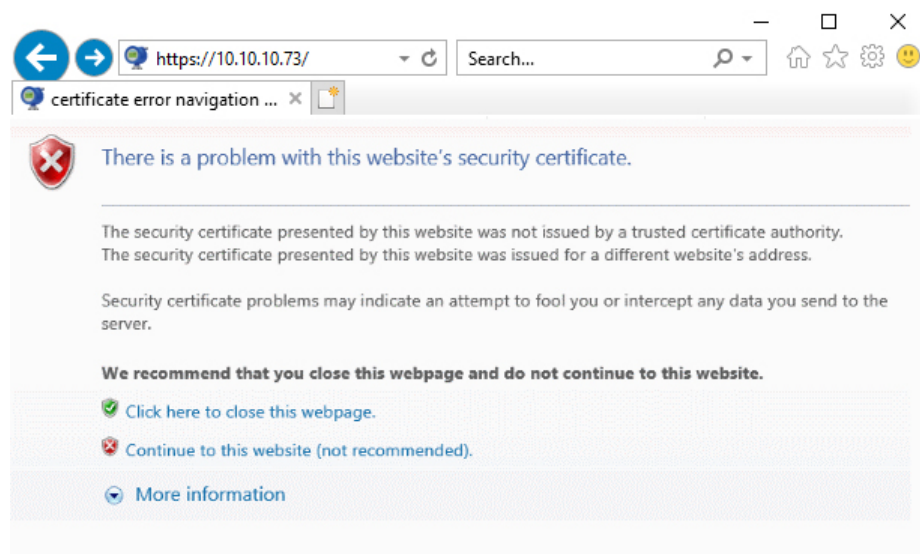 https://10.10.10.73/
Search...
certificate error navigation ...
There is a problem with this website's security certificate.
The security certificate presented by this website was not issued by a trusted certificate authority.
The security certificate presented by this website was issued for a different website's address.
Security certificate problems may indicate an attempt to fool you or intercept any data you send to the
server.
We recommend that you close this webpage and do not continue to this website.
Click here to close this webpage.
Continue to this website (not recommended).
More information